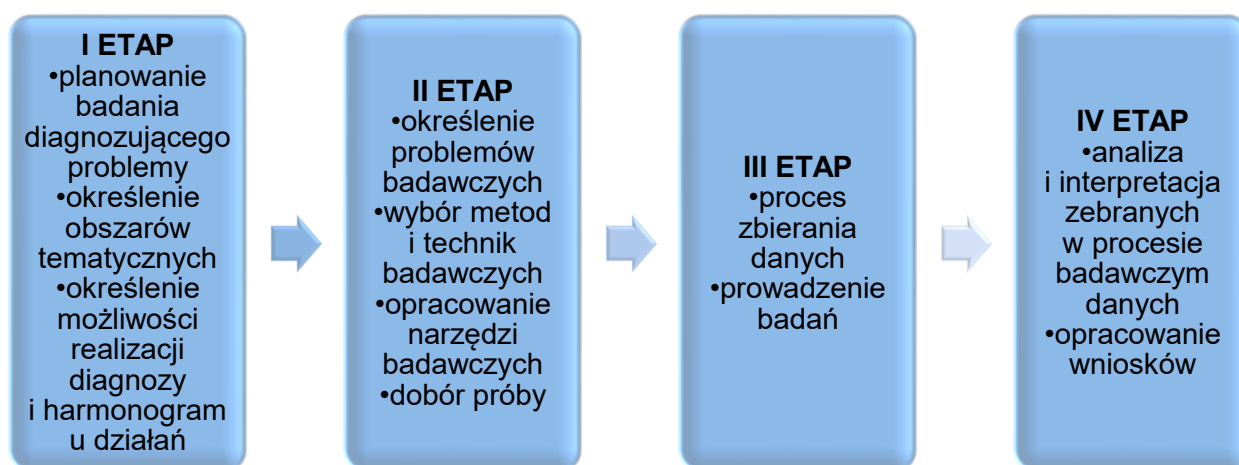 I ETAP
•planowanie
badania
diagnozującego
problemy
•określenie
obszarów
tematycznych
•określenie
możliwości
realizacji
diagnozy
i harmonogram
u działań
II ETAP
•określenie
problemów
badawczych
•wybór metod
i technik
badawczych
•opracowanie
narzędzi
badawczych
•dobór próby
III ETAP
•proces
zbierania
danych
•prowadzenie
badań
IV ETAP
•analiza
i interpretacja
zebranych
w procesie
badawczym
danych
•opracowanie
wniosków